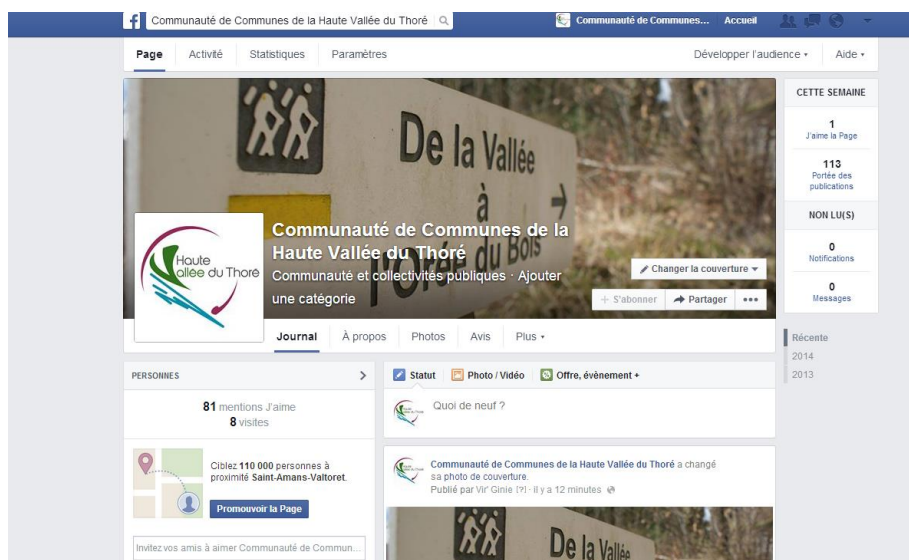 f Communauté de Communes de la Haute Vallée du Thoré
Communauté de Communes... Accueil
Page Activité Statistiques Paramètres
Développer l'audience Aide
De la Vallée
à
l'Orée du Bois
Haute
Vallée du Thoré
Communauté de Communes de la
Haute Vallée du Thoré
Communauté et collectivités publiques · Ajouter
une catégorie
Changer la couverture
+ S'abonner Partager •••
Journal À propos Photos Avis Plus
CETTE SEMAINE
1
J'aime la Page
113
Portée des
publications
NON LU(S)
0
Notifications
0
Messages
Récente
2014
2013
PERSONNES
81 mentions J'aime
8 visites
Ciblez 110 000 personnes à
proximité Saint-Amans-Valtoret.
Promouvoir la Page
Invitez vos amis à aimer Communauté de Commun...
Statut Photo / Vidéo Offre, évènement +
Quoi de neuf ?
Communauté de Communes de la Haute Vallée du Thoré a changé
sa photo de couverture.
Publié par Vir' Ginie [?] · il y a 12 minutes
De la Vallée